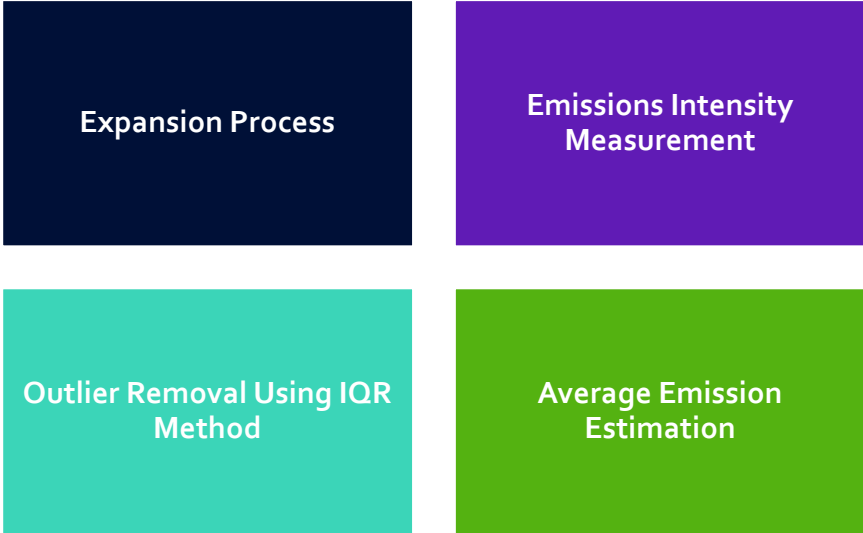 Expansion Process
Emissions Intensity
Measurement
Outlier Removal Using IQR
Method
Average Emission
Estimation